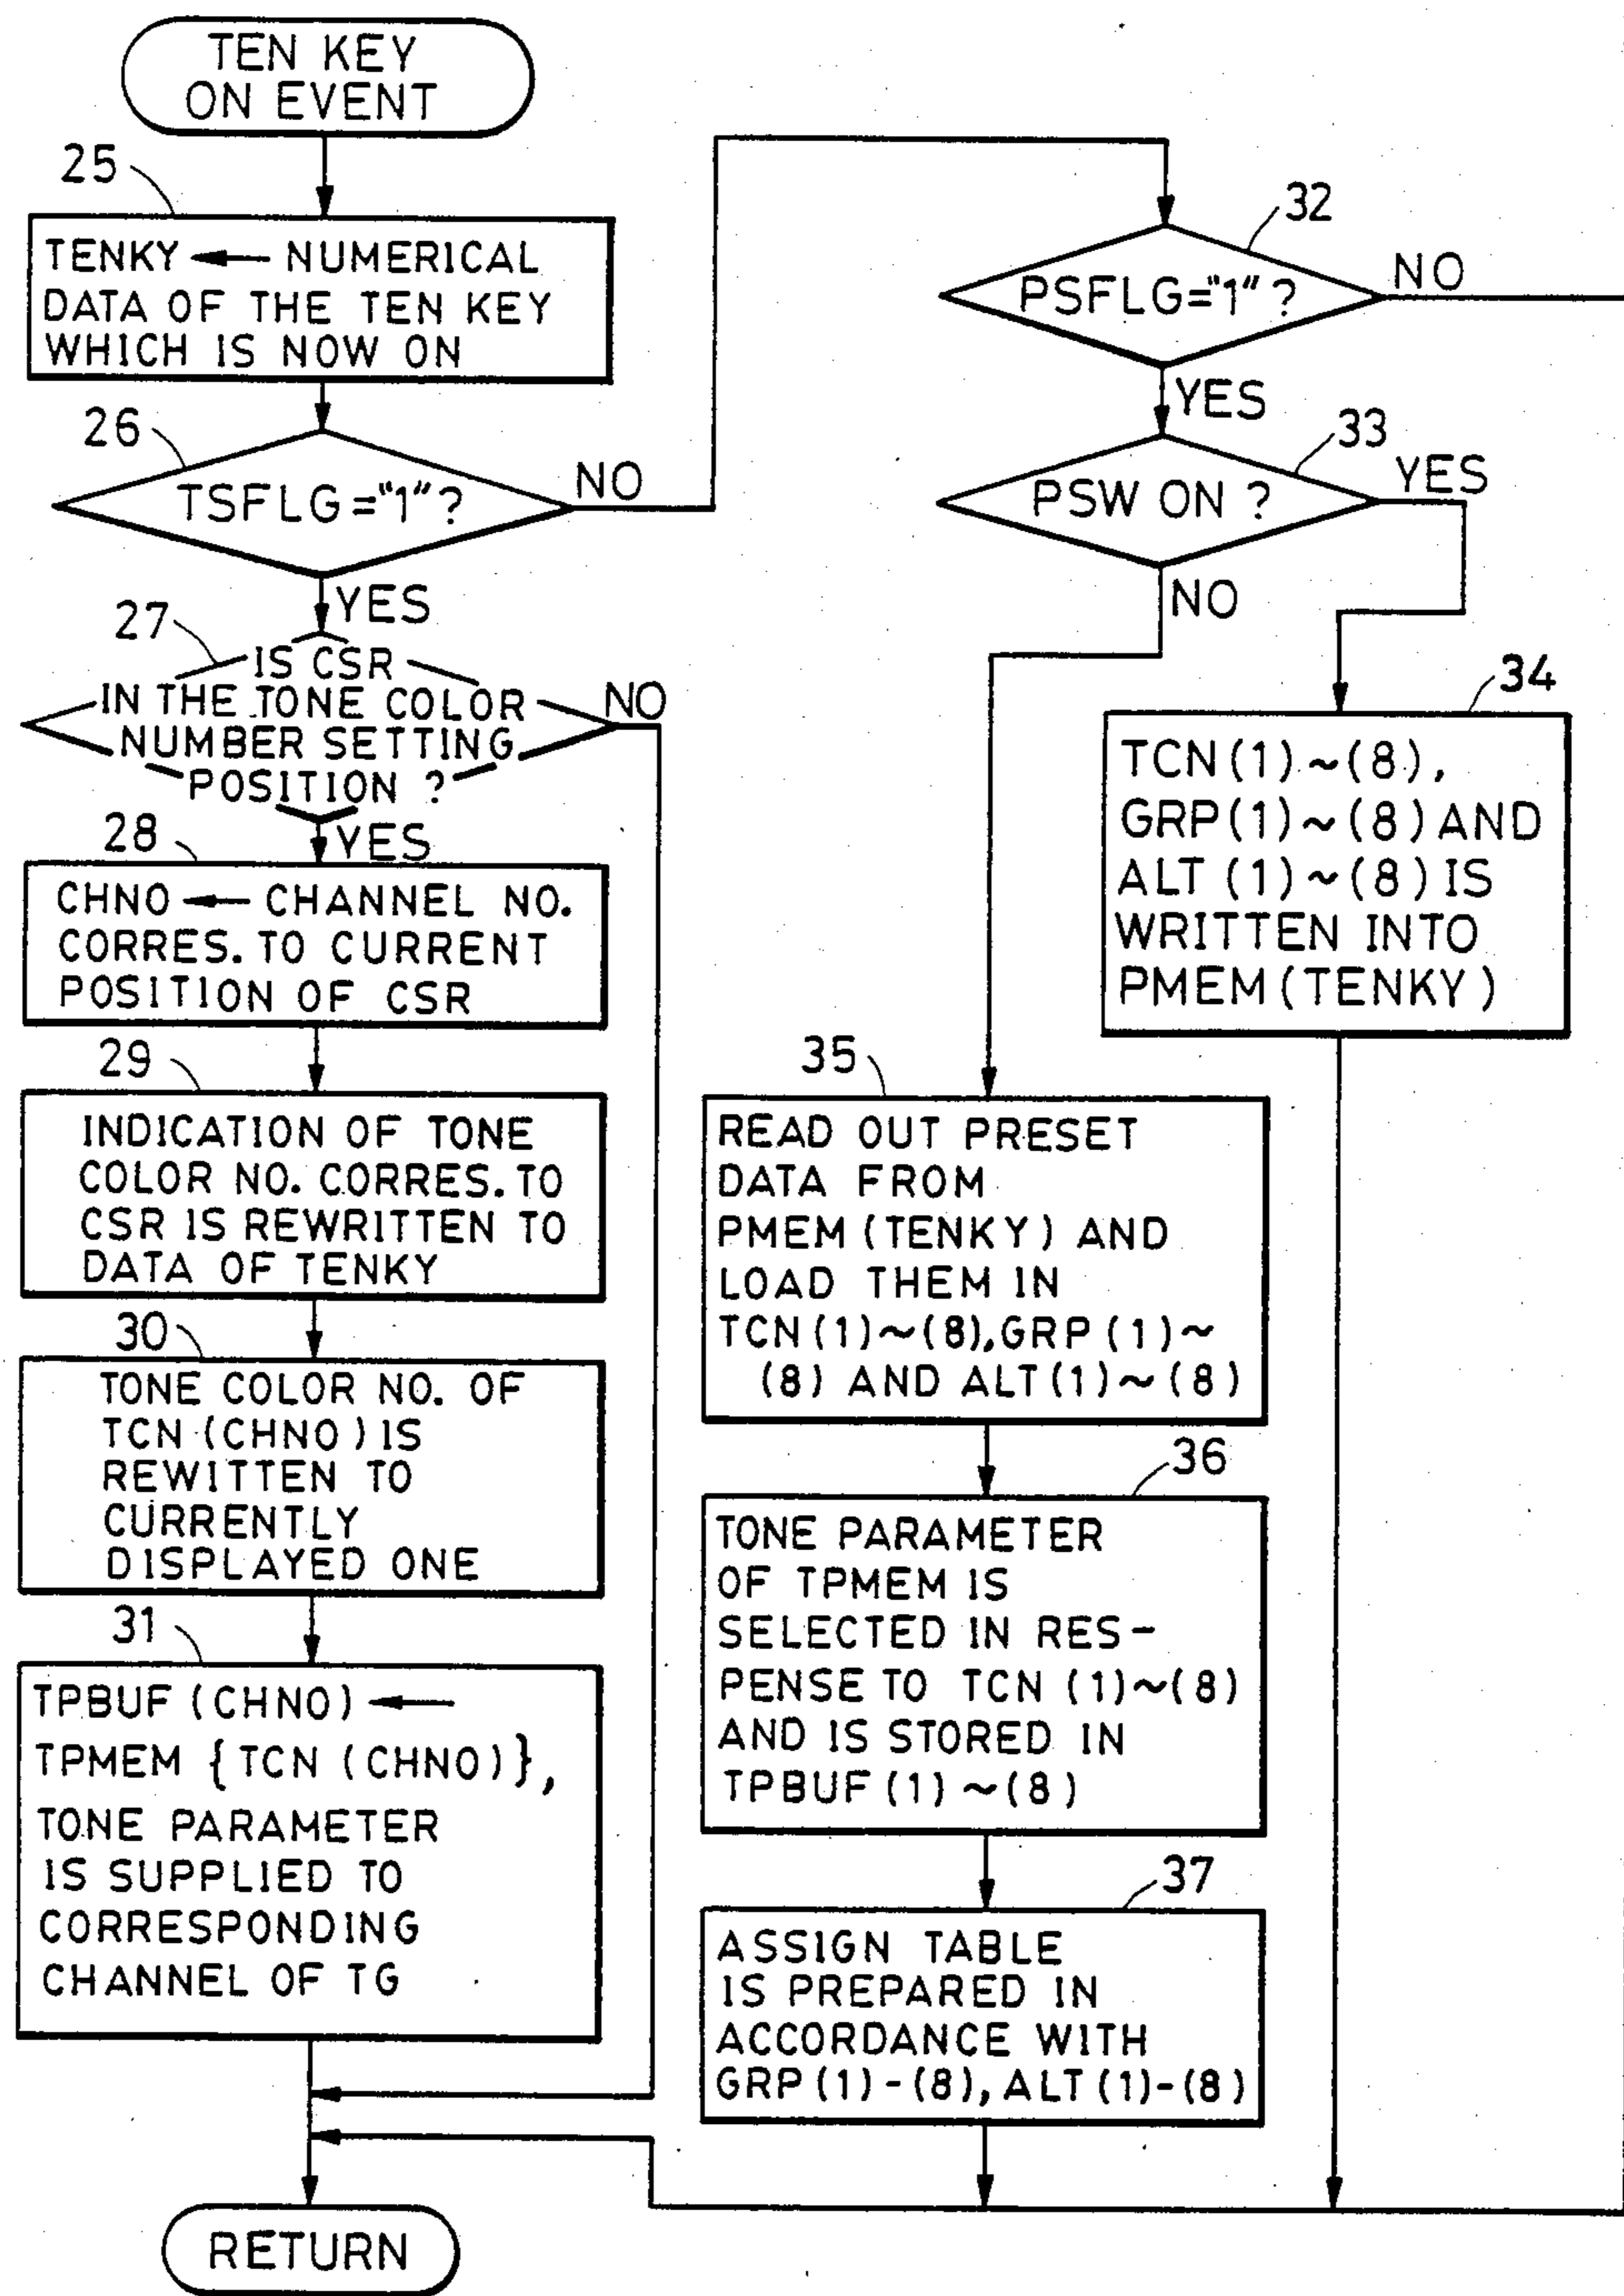 TEN KEY
ON EVENT
25
TENKY ← NUMERICAL
DATA OF THE TEN KEY
WHICH IS NOW ON
26
TSFLG="1"?
NO
YES
27
IS CSR
IN THE TONE COLOR
NUMBER SETTING
POSITION ?
NO
YES
28
CHNO ← CHANNEL NO.
CORRES. TO CURRENT
POSITION OF CSR
29
INDICATION OF TONE
COLOR NO. CORRES. TO
CSR IS REWRITTEN TO
DATA OF TENKY
30
TONE COLOR NO. OF
TCN (CHNO) IS
REWITTEN TO
CURRENTLY
DISPLAYED ONE
31
TPBUF (CHNO) ←
TPMEM {TCN (CHNO)},
TONE PARAMETER
IS SUPPLIED TO
CORRESPONDING
CHANNEL OF TG
RETURN
32
PSFLG="1"?
NO
YES
33
PSW ON ?
YES
NO
34
TCN (1) ~ (8),
GRP (1) ~ (8) AND
ALT (1) ~ (8) IS
WRITTEN INTO
PMEM (TENKY)
35
READ OUT PRESET
DATA FROM
PMEM (TENKY) AND
LOAD THEM IN
TCN (1) ~ (8), GRP (1) ~
(8) AND ALT (1) ~ (8)
36
TONE PARAMETER
OF TPMEM IS
SELECTED IN RES-
PENSE TO TCN (1) ~ (8)
AND IS STORED IN
TPBUF (1) ~ (8)
37
ASSIGN TABLE
IS PREPARED IN
ACCORDANCE WITH
GRP (1) - (8), ALT (1) - (8)